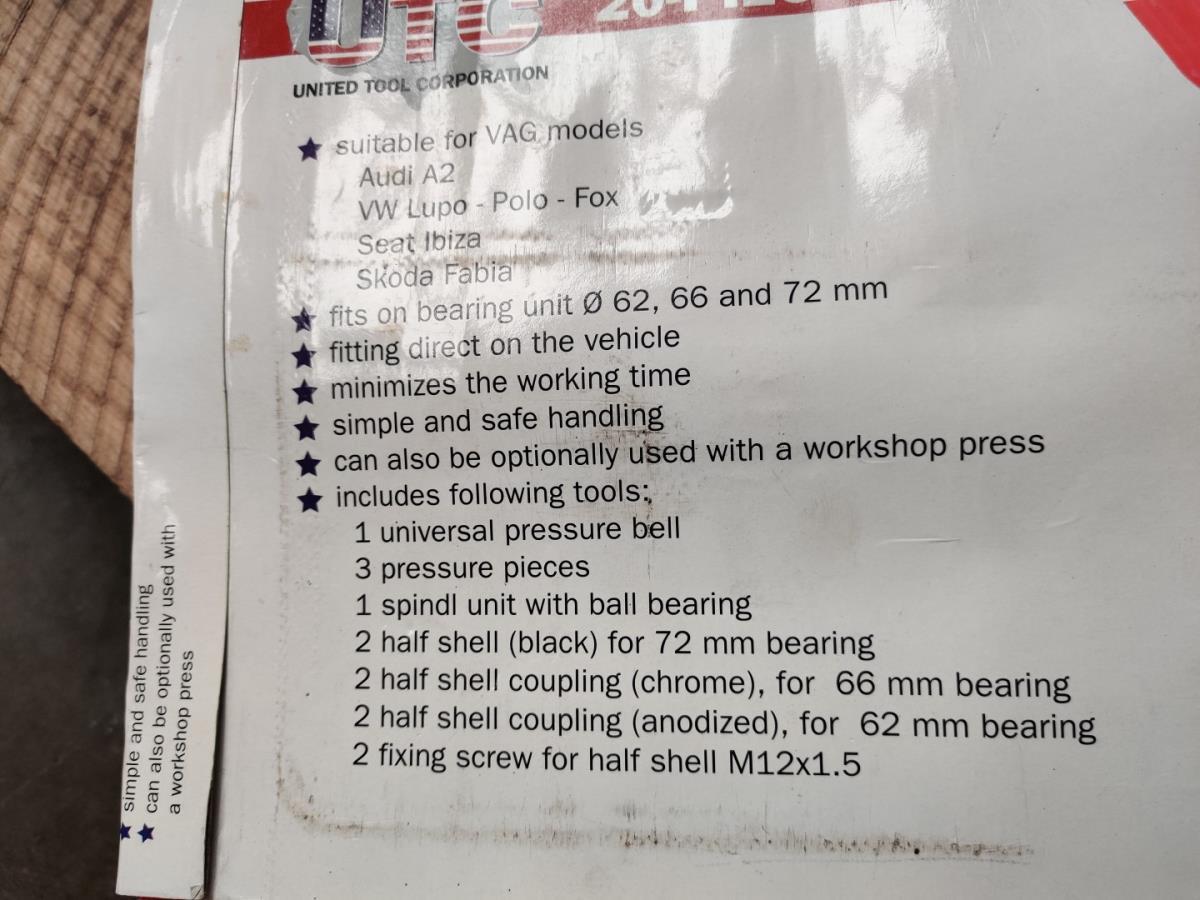 UTC
UNITED TOOL CORPORATION
suitable for VAG models
Audi A2
VW Lupo - Polo - Fox
Seat Ibiza
Skoda Fabia
fits on bearing unit Ø 62, 66 and 72 mm
fitting direct on the vehicle
minimizes the working time
simple and safe handling
can also be optionally used with a workshop press
includes following tools:
1 universal pressure bell
3 pressure pieces
1 spindl unit with ball bearing
2 half shell (black) for 72 mm bearing
2 half shell coupling (chrome), for 66 mm bearing
2 half shell coupling (anodized), for 62 mm bearing
2 fixing screw for half shell M12x1.5
simple and safe handling
can also be optionally used with
a workshop press